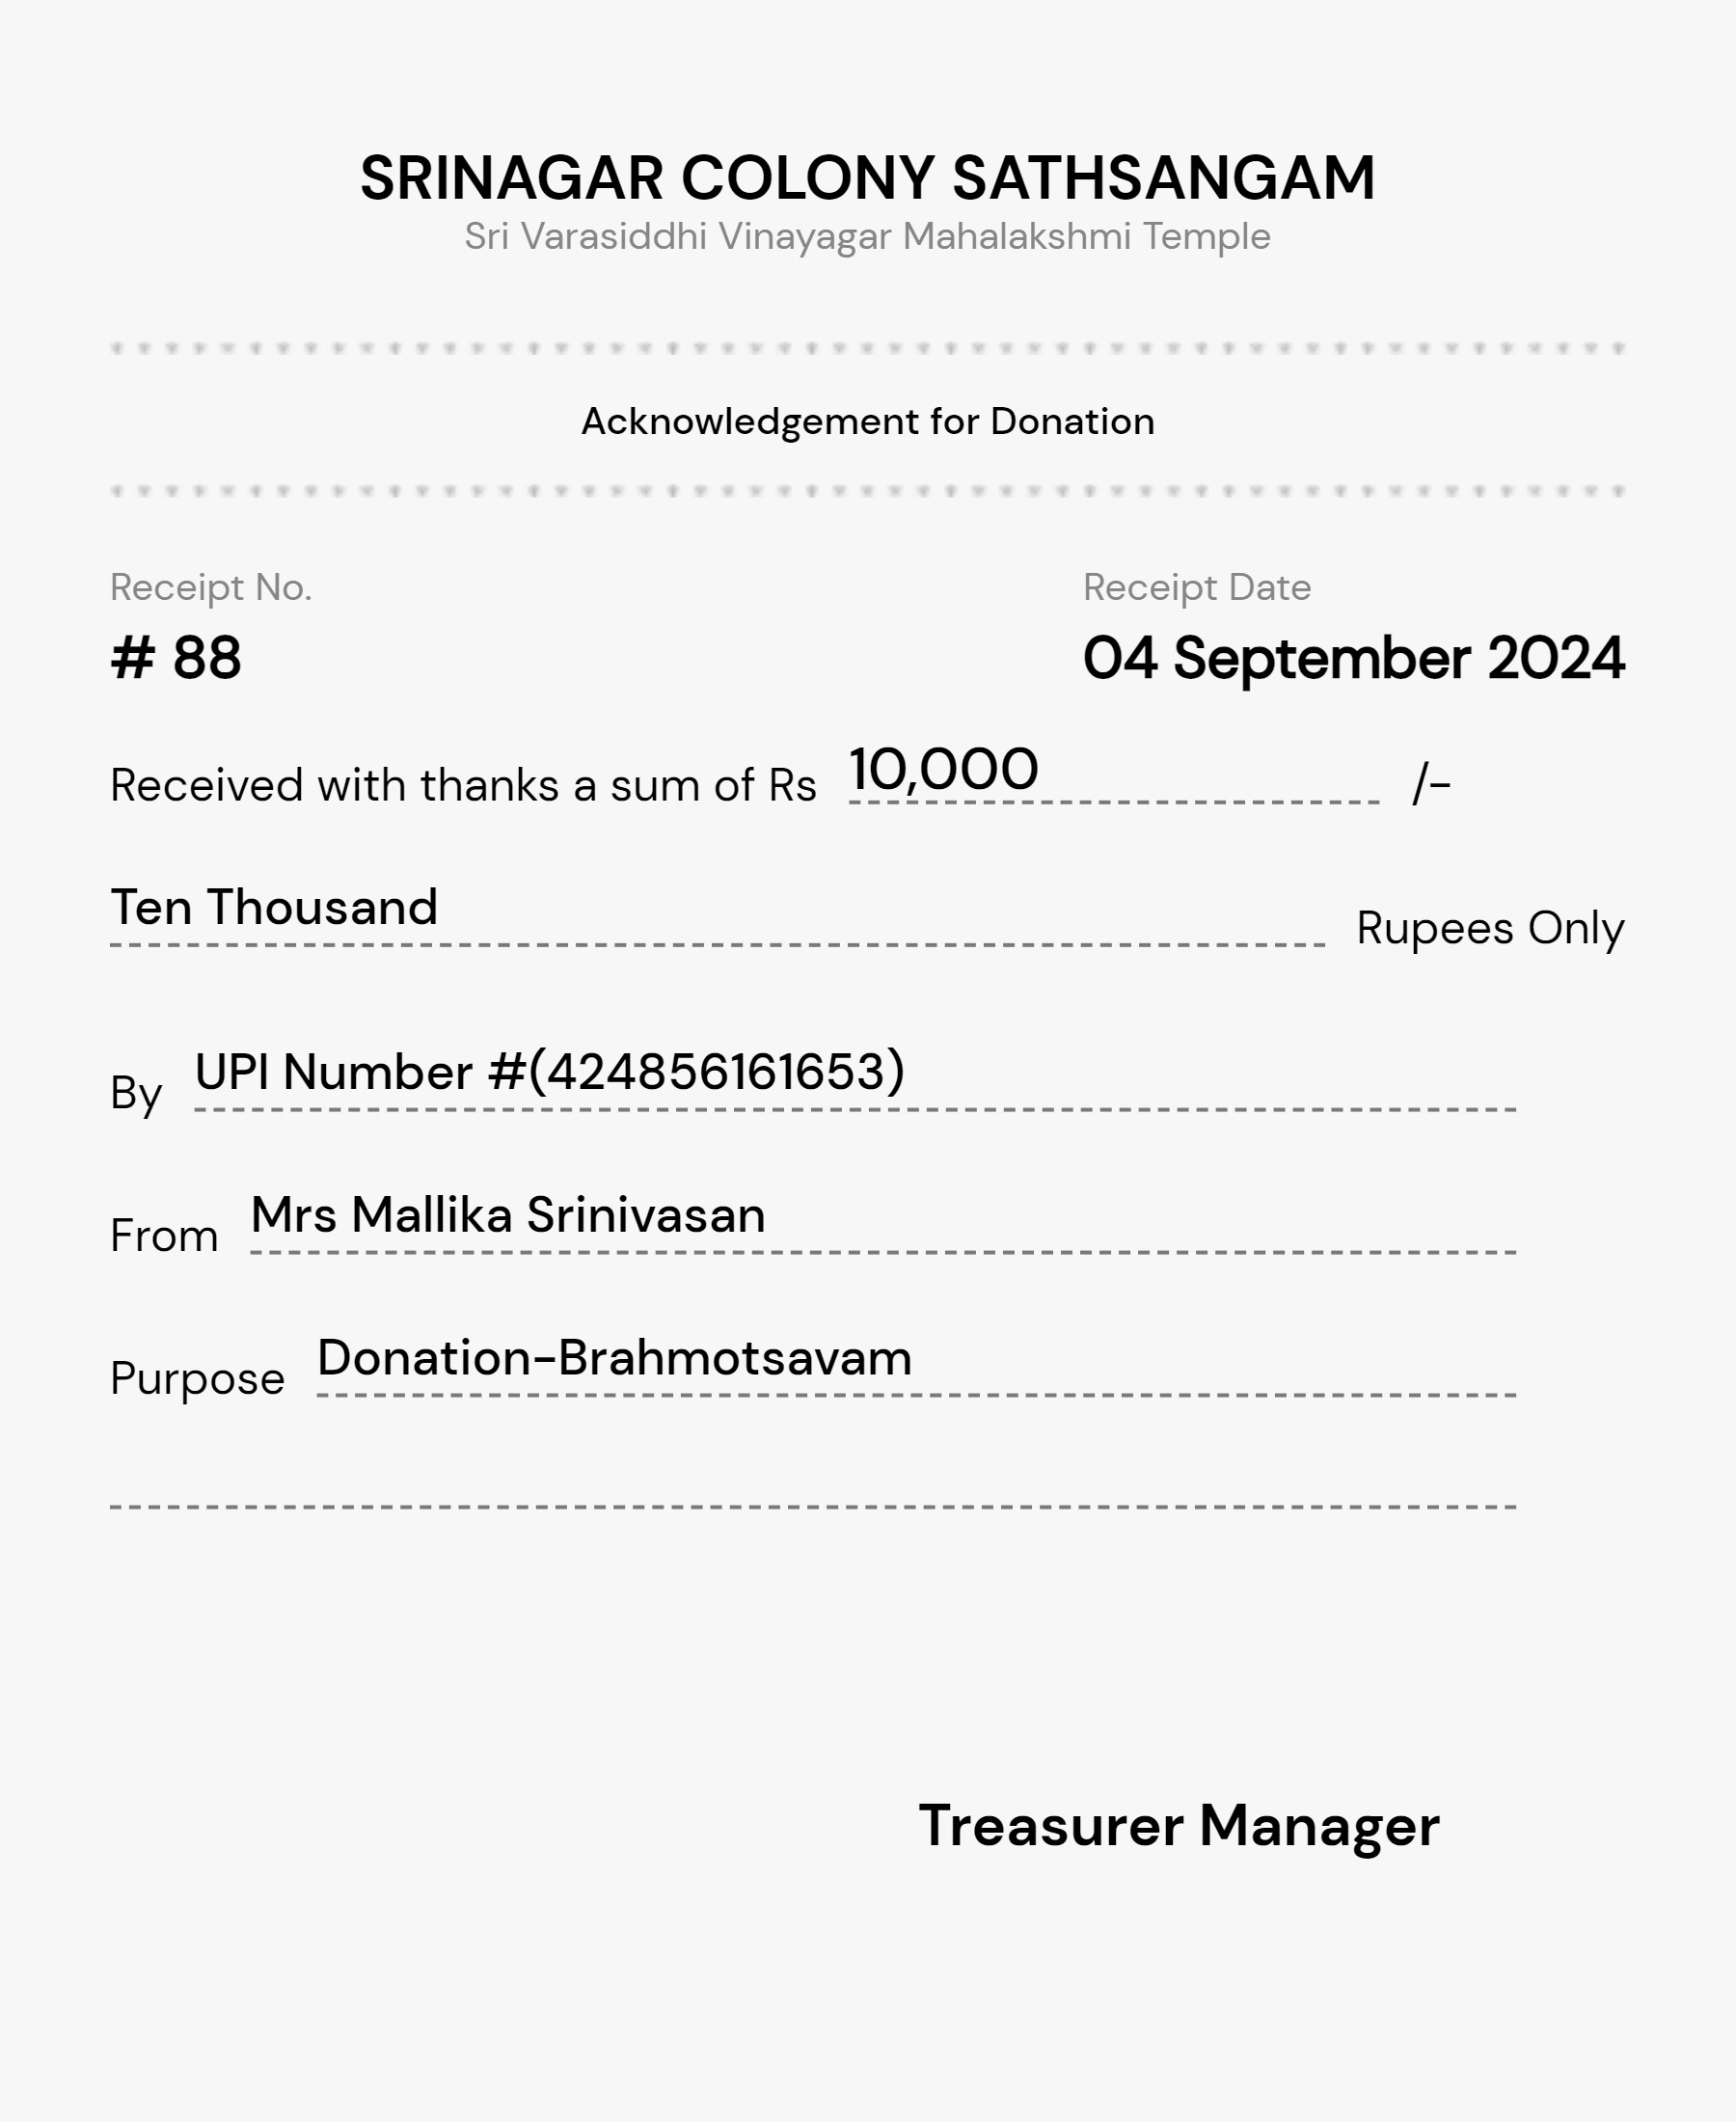 SRINAGAR COLONY SATHSANGAM
Sri Varasiddhi Vinayagar Mahalakshmi Temple
Acknowledgement for Donation
Receipt No. Receipt Date
# 88 04 September 2024
Received with thanks a sum of Rs 10,000 /-
Ten Thousand Rupees Only
By UPI Number #(424856161653)
From Mrs Mallika Srinivasan
Purpose Donation-Brahmotsavam
Treasurer Manager